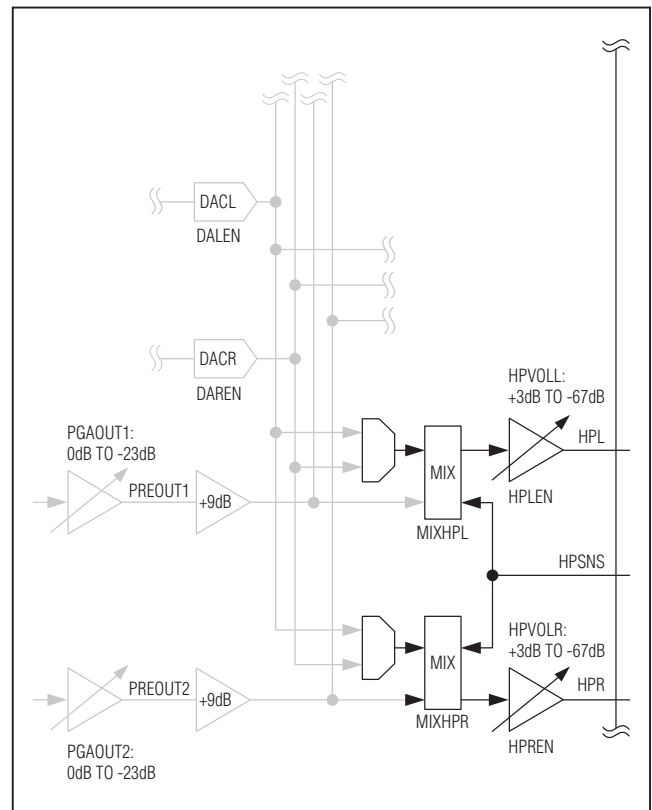 DACL
DALEN
DACR
DAREN
HPVOLL:
+3dB TO -67dB
PGAOUT1:
0dB TO -23dB
HPL
MIX
PREOUT1
+9dB
HPLEN
MIXHPL
HPSNS
HPVOLR:
+3dB TO -67dB
MIX
PREOUT2
HPR
+9dB
MIXHPR
HPREN
PGAOUT2:
0dB TO -23dB